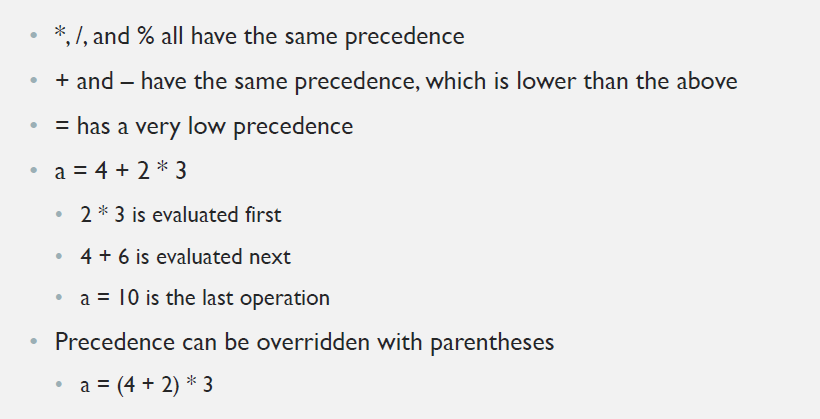 • *, /, and % all have the same precedence
• + and – have the same precedence, which is lower than the above
• = has a very low precedence
• a = 4 + 2 * 3
• 2 * 3 is evaluated first
• 4 + 6 is evaluated next
• a = 10 is the last operation
• Precedence can be overridden with parentheses
• a = (4 + 2) * 3